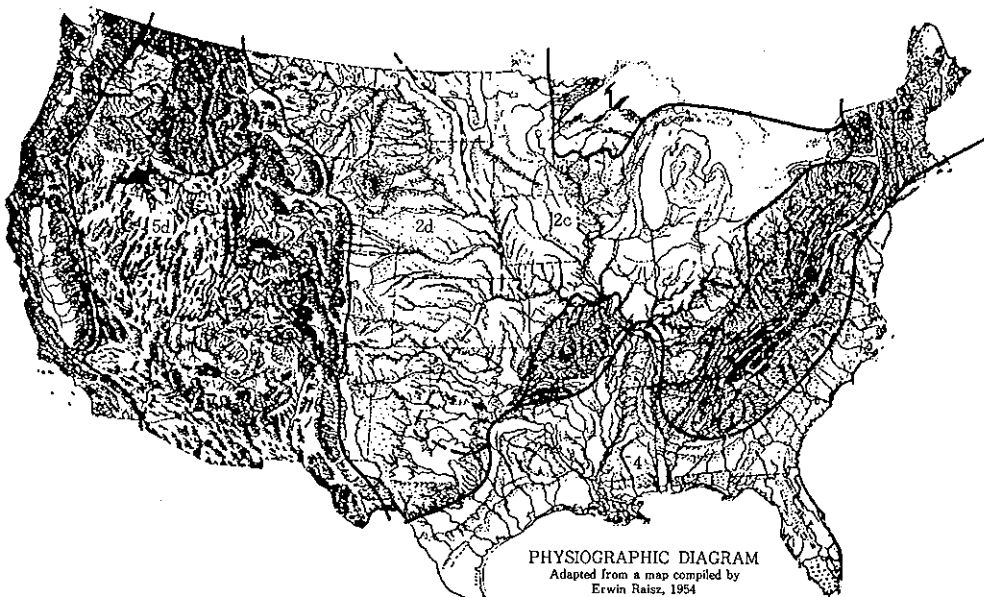 1
5d
2d
2c
4
PHYSIOGRAPHIC DIAGRAM
Adapted from a map compiled by
Erwin Raisz, 1954